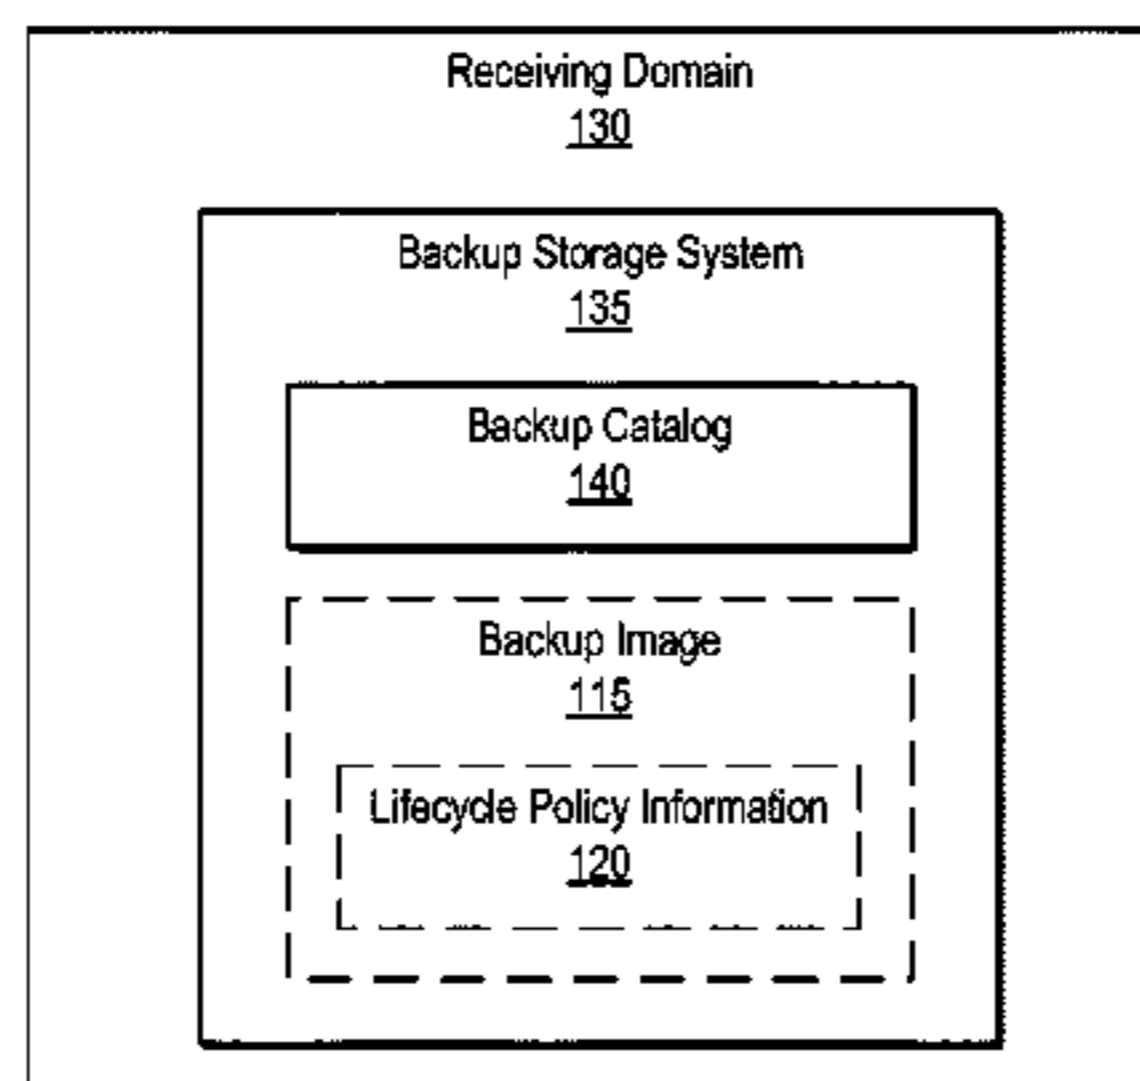 Receiving Domain
130
Backup Storage System
135
Backup Catalog
140
Backup Image
115
Lifecycle Policy Information
120